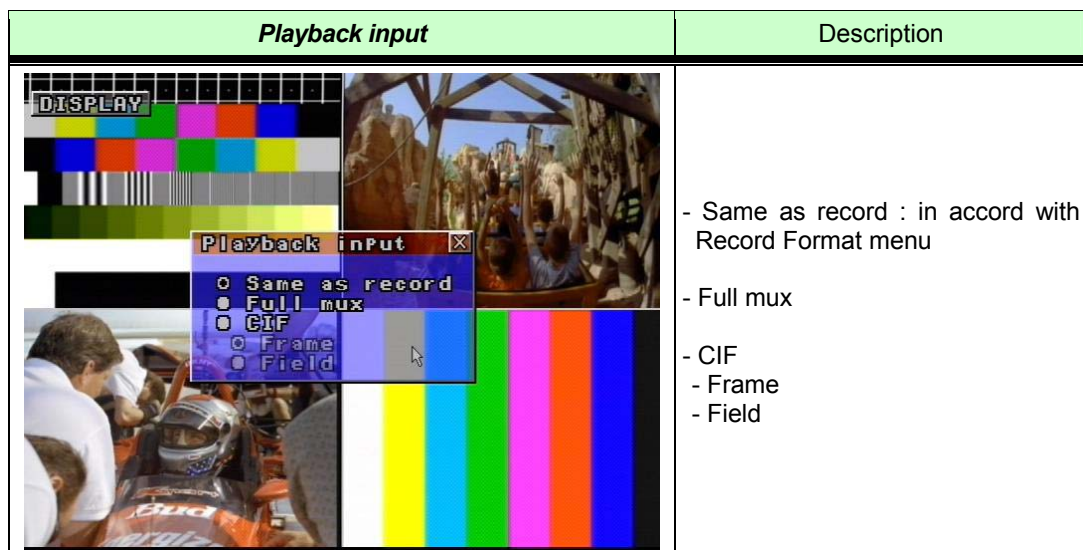 Playback input
Description
DISPLAY
Playback input
Same as record
Full mux
CIF
Frame
Field
Bud
- Same as record : in accord with
Record Format menu
- Full mux
- CIF
- Frame
- Field